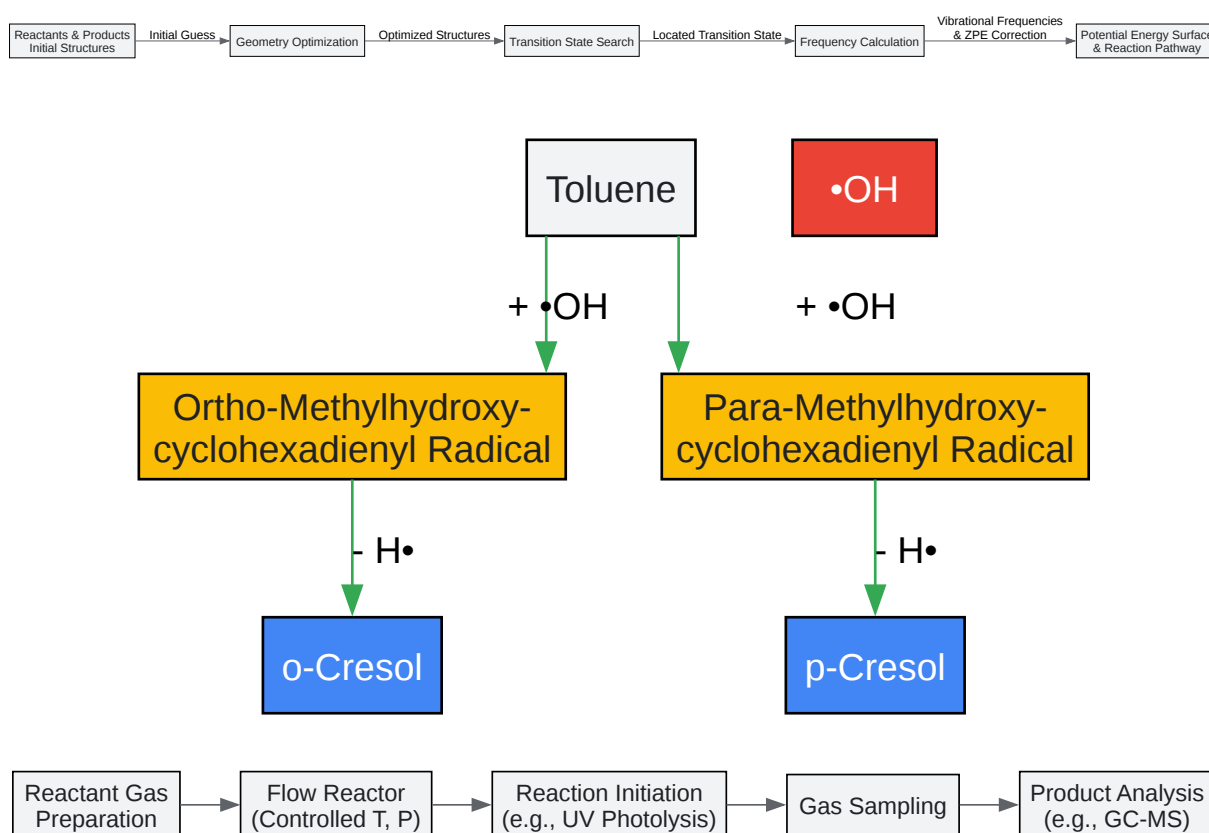 Reactants & Products
Initial Structures
Initial Guess
Geometry Optimization
Optimized Structures
Transition State Search
Located Transition State
Frequency Calculation
Vibrational Frequencies
& ZPE Correction
Potential Energy Surface
& Reaction Pathway
Toluene
•OH
+ •OH
+ •OH
Ortho-Methylhydroxy-
cyclohexadienyl Radical
Para-Methylhydroxy-
cyclohexadienyl Radical
- H•
- H•
o-Cresol
p-Cresol
Reactant Gas
Preparation
Flow Reactor
(Controlled T, P)
Reaction Initiation
(e.g., UV Photolysis)
Gas Sampling
Product Analysis
(e.g., GC-MS)